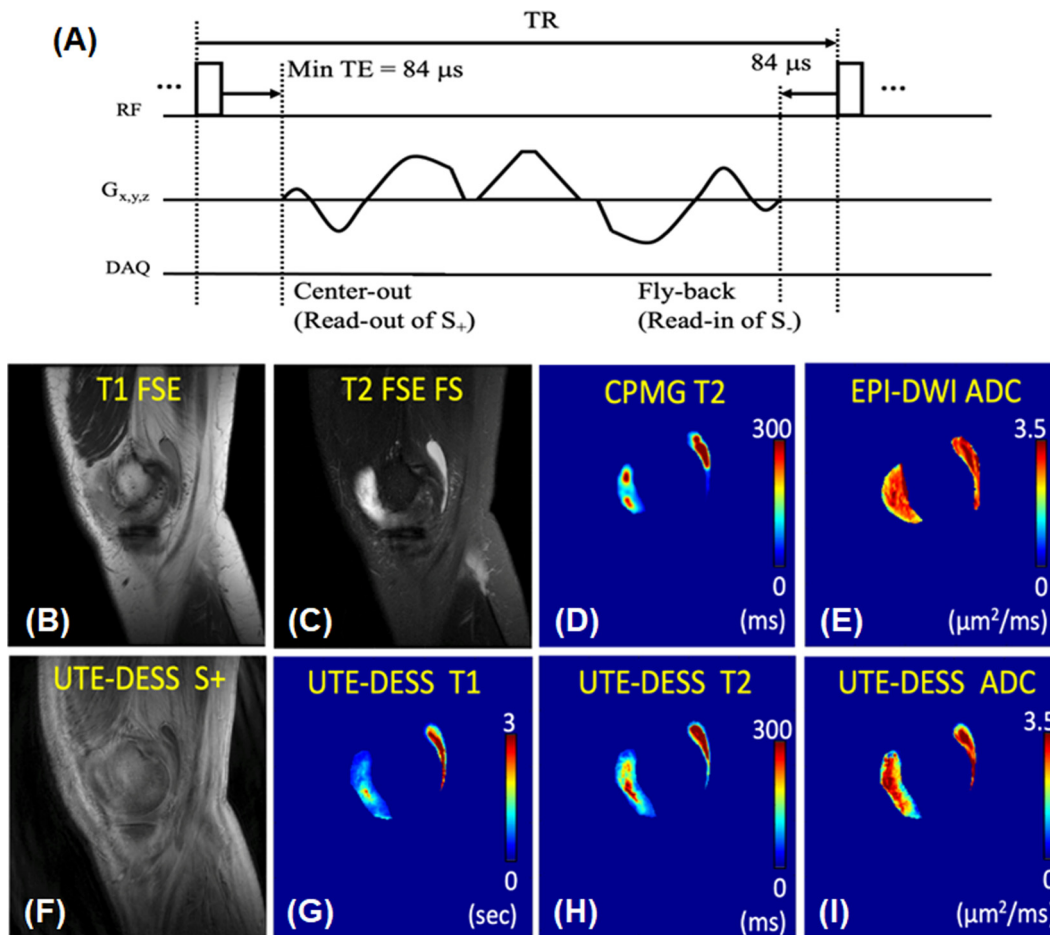 (A)
TR
Min TE = 84 μs
84 μs
... ...
RF
Gx,y,z
DAQ
Center-out
(Read-out of S+)
Fly-back
(Read-in of S-)
T1 FSE
(B)
T2 FSE FS
(C)
CPMG T2
300
0
(D)
(ms)
EPI-DWI ADC
3.5
0
(E)
(μm²/ms)
UTE-DESS S+
(F)
UTE-DESS T1
3
0
(G)
(sec)
UTE-DESS T2
300
0
(H)
(ms)
UTE-DESS ADC
3.5
0
(I)
(μm²/ms)